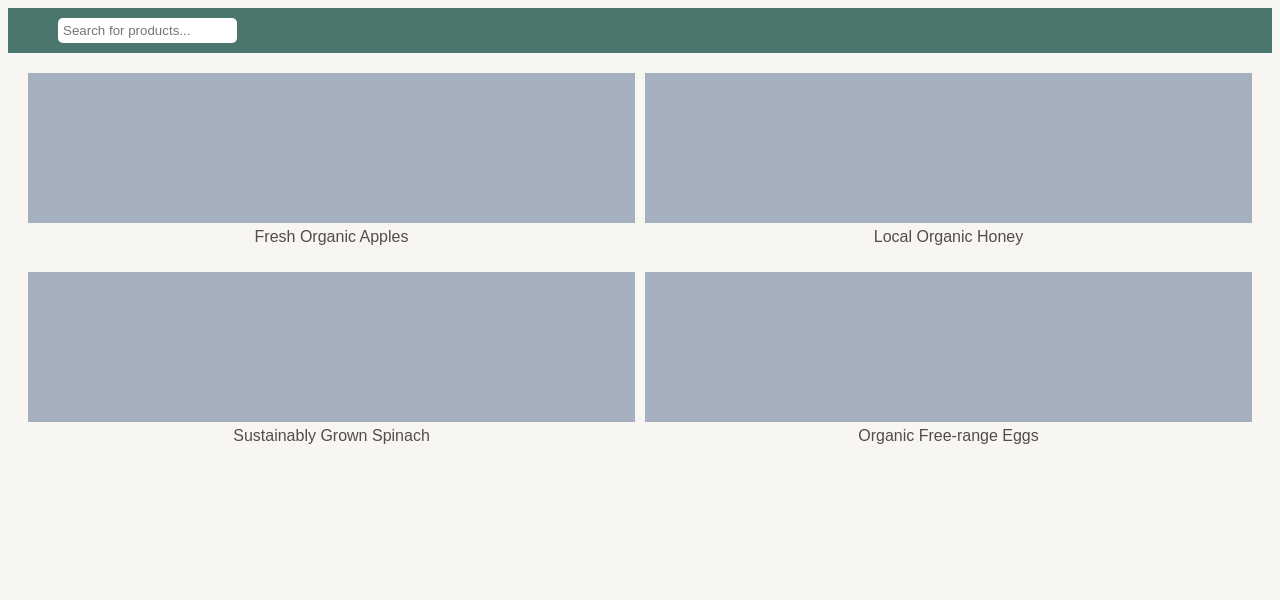 Search for products...
Fresh Organic Apples
Local Organic Honey
Sustainably Grown Spinach
Organic Free-range Eggs